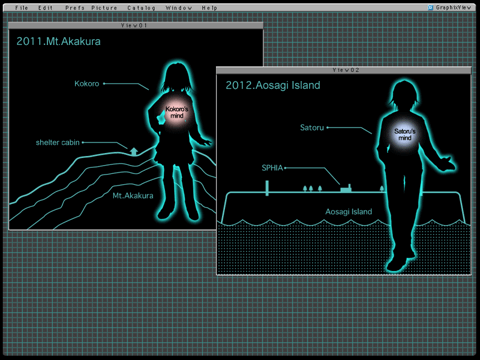 File Edit Prefs Picture Catalog Window Help
GraphixView
View01
2011.Mt.Akakura
Kokoro
Kokoro's
mind
shelter cabin
Mt.Akakura
View02
2012.Aosagi Island
Satoru
Satoru's
mind
SPHIA
Aosagi Island